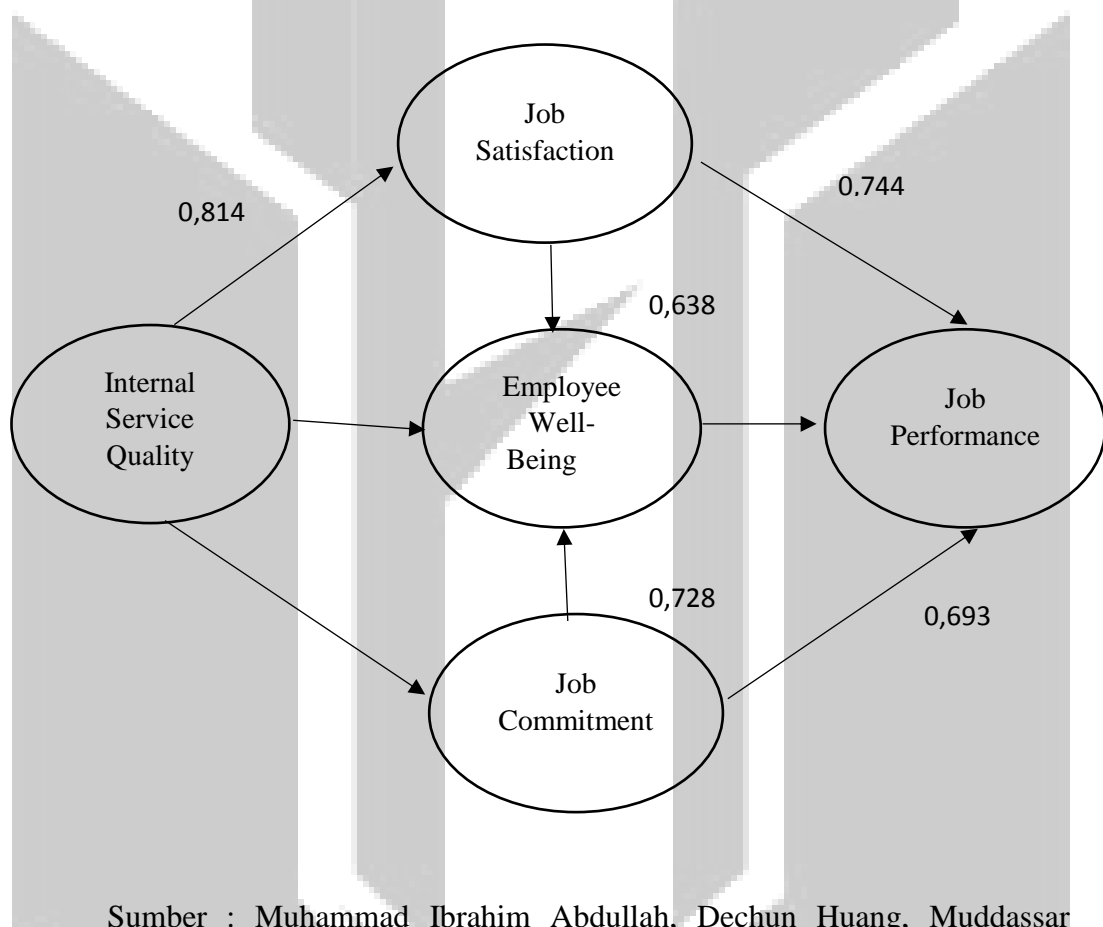 Job
Satisfaction
0,814
0.744
0,638
Internal
Service
Quality
Employee
Well-
Being
Job
Performance
0,728
0,693
Job
Commitment
Sumber : Muhammad Ibrahim Abdullah, Dechun Huang, Muddassar